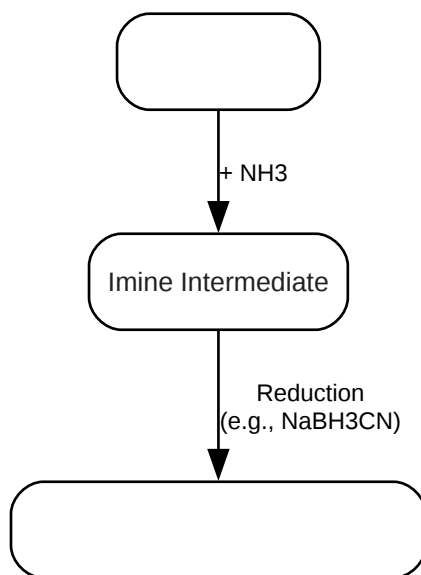 + NH3
Imine Intermediate
Reduction
(e.g., NaBH3CN)